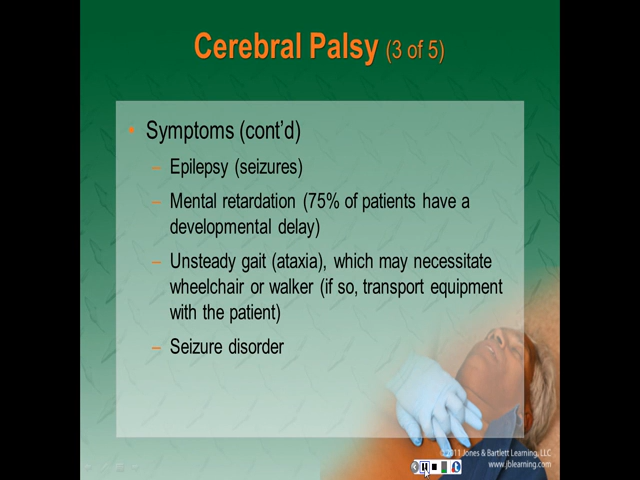 Cerebral Palsy (3 of 5)
• Symptoms (cont’d)
– Epilepsy (seizures)
– Mental retardation (75% of patients have a
developmental delay)
– Unsteady gait (ataxia), which may necessitate
wheelchair or walker (if so, transport equipment
with the patient)
– Seizure disorder
©2011 Jones & Bartlett Learning, LLC
www.jblearning.com